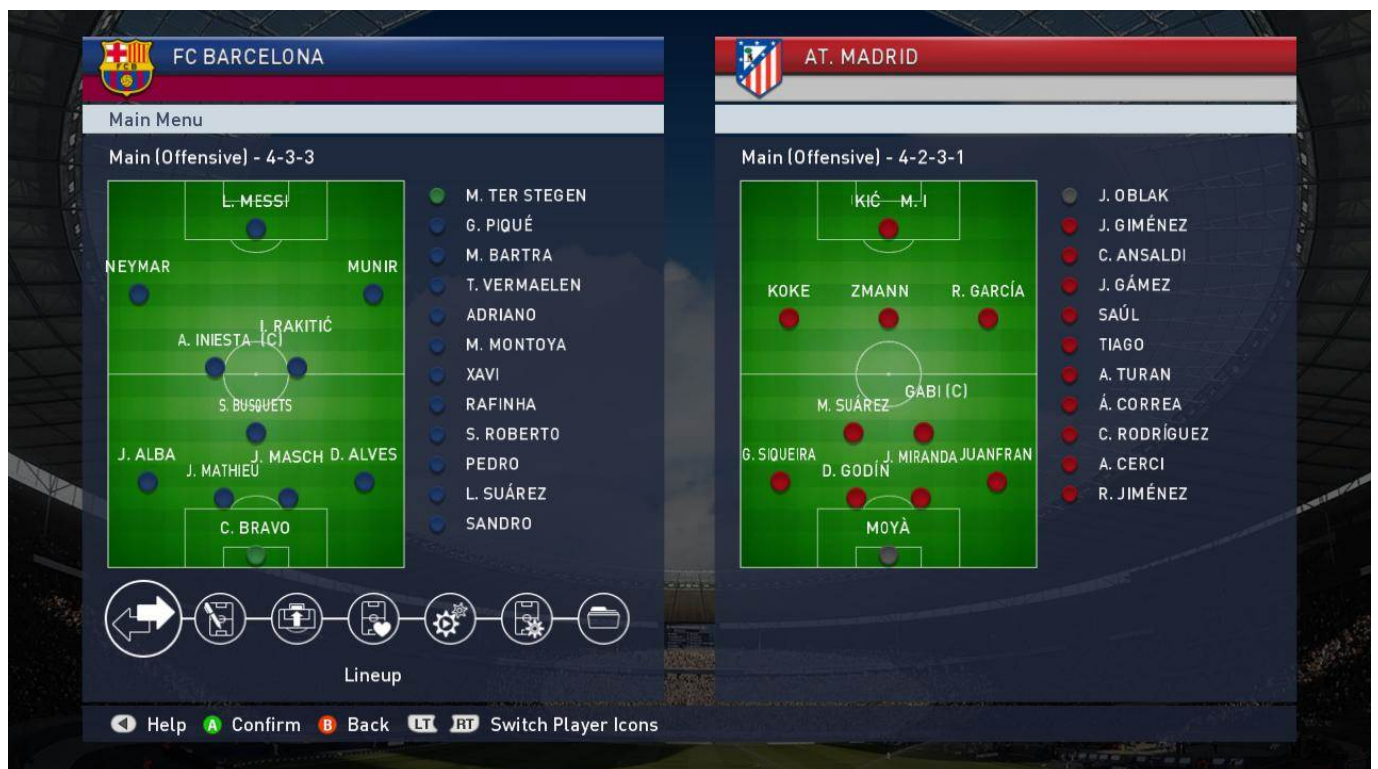 FC BARCELONA
Main Menu
Main (Offensive) - 4-3-3
L. MESSI
NEYMAR MUNIR
I. RAKITIĆ
A. INIESTA (C)
S. BUSQUETS
J. ALBA J. MASCH D. ALVES
J. MATHIEU
C. BRAVO
M. TER STEGEN
G. PIQUÉ
M. BARTRA
T. VERMAELEN
ADRIANO
M. MONTOYA
XAVI
RAFINHA
S. ROBERTO
PEDRO
L. SUÁREZ
SANDRO
Lineup
AT. MADRID
Main (Offensive) - 4-2-3-1
KIĆ M. 
KOKE ZMANN R. GARCÍA
GABI (C)
M. SUÁREZ
G. SIQUEIRA J. MIRANDA JUANFRAN
D. GODÍN
MOYÀ
J. OBLAK
J. GIMÉNEZ
C. ANSALDI
J. GÁMEZ
SAÚL
TIAGO
A. TURAN
Á. CORREA
C. RODRÍGUEZ
A. CERCI
R. JIMÉNEZ
Help A Confirm B Back LT RT Switch Player Icons